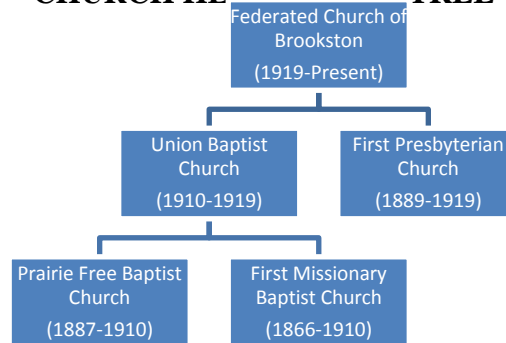 Federated Church of
Brookston
(1919-Present)
Union Baptist
Church
(1910-1919)
First Presbyterian
Church
(1889-1919)
Prairie Free Baptist
Church
(1887-1910)
First Missionary
Baptist Church
(1866-1910)